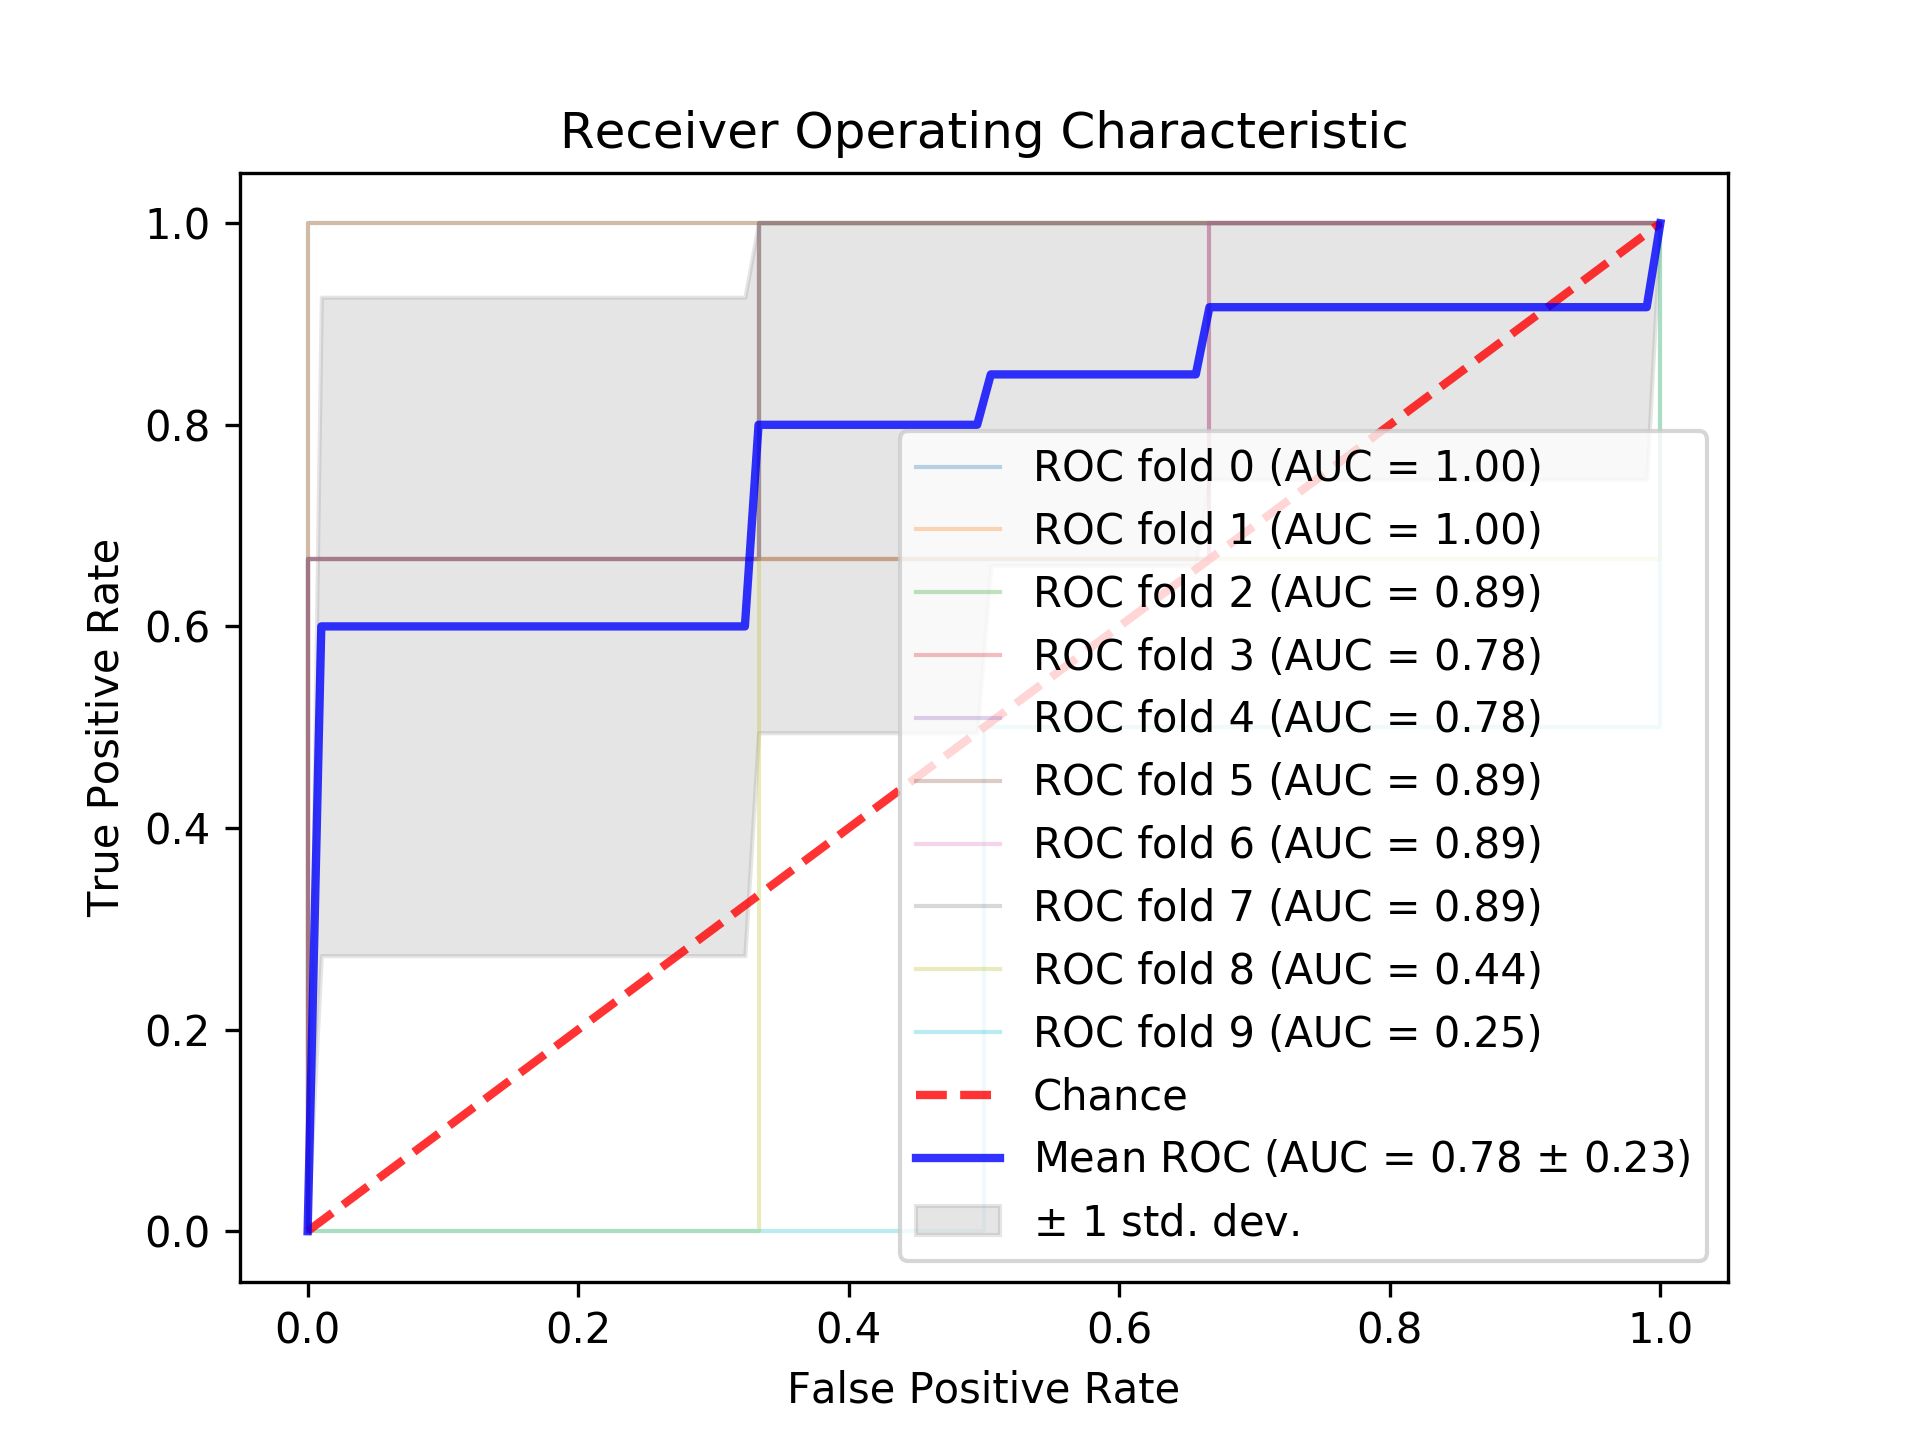 Receiver Operating Characteristic
True Positive Rate
1.0
0.8
0.6
0.4
0.2
0.0
ROC fold 0 (AUC = 1.00)
ROC fold 1 (AUC = 1.00)
ROC fold 2 (AUC = 0.89)
ROC fold 3 (AUC = 0.78)
ROC fold 4 (AUC = 0.78)
ROC fold 5 (AUC = 0.89)
ROC fold 6 (AUC = 0.89)
ROC fold 7 (AUC = 0.89)
ROC fold 8 (AUC = 0.44)
ROC fold 9 (AUC = 0.25)
Chance
Mean ROC (AUC = 0.78 ± 0.23)
± 1 std. dev.
0.0 0.2 0.4 0.6 0.8 1.0
False Positive Rate